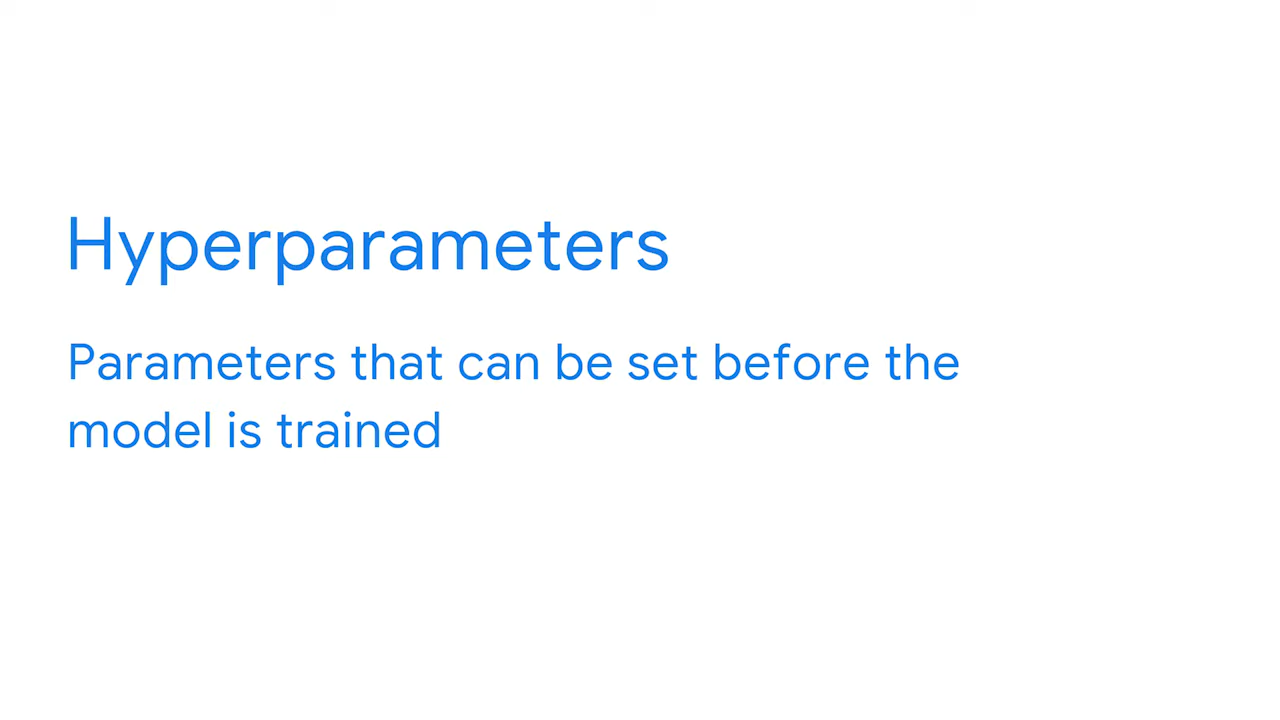 Hyperparameters
Parameters that can be set before the
model is trained